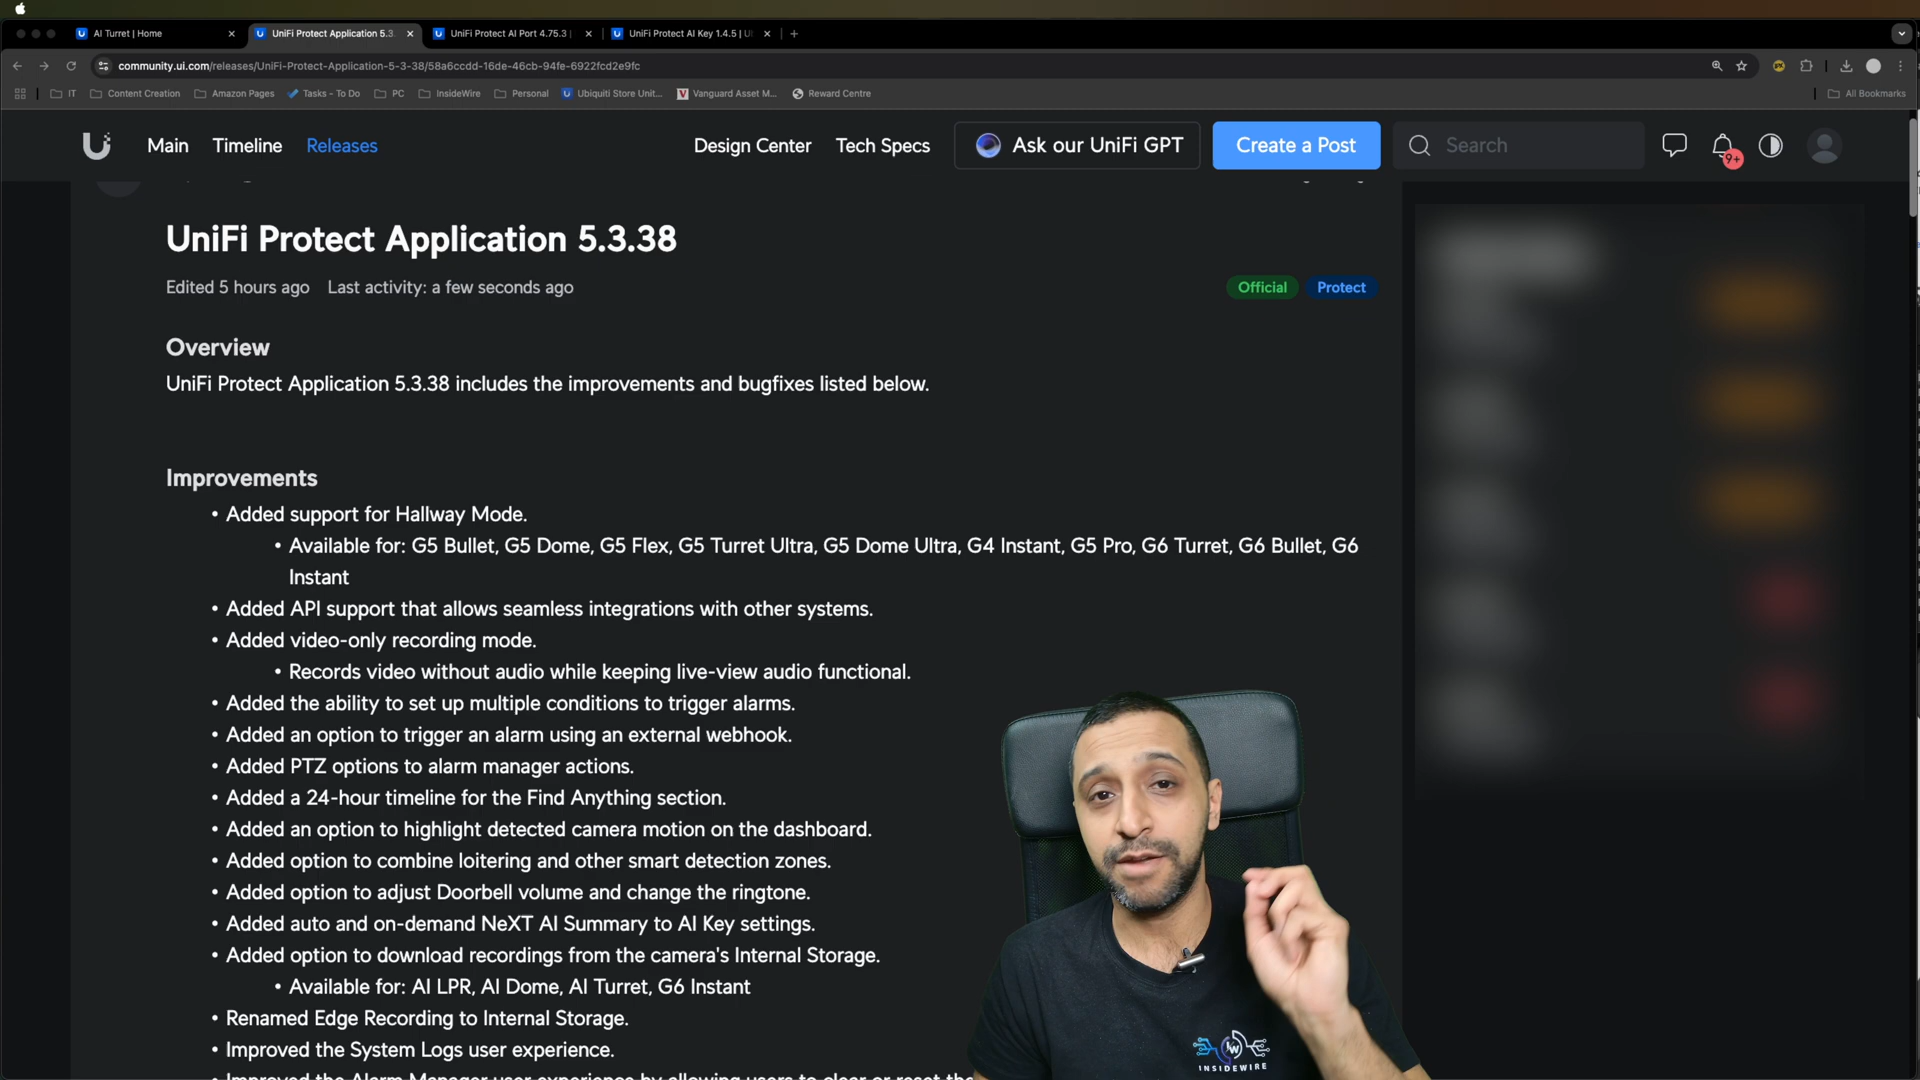 AI Turret | Home
UniFi Protect Application 5.3
UniFi Protect AI Port 4.75.3 |
UniFi Protect AI Key 1.4.5 | U
community.ui.com/releases/UniFi-Protect-Application-5-3-38/58a6ccdd-16de-46cb-94fe-6922fcd2e9fc
IT
Content Creation
Amazon Pages
Tasks - To Do
PC
InsideWire
Personal
Ubiquiti Store Unit...
Vanguard Asset M...
Reward Centre
All Bookmarks
Main
Timeline
Releases
Design Center
Tech Specs
Ask our UniFi GPT
Create a Post
Search
9+
UniFi Protect Application 5.3.38
Edited 5 hours ago
Last activity: a few seconds ago
Official
Protect
Overview
UniFi Protect Application 5.3.38 includes the improvements and bugfixes listed below.
Improvements
• Added support for Hallway Mode.
• Available for: G5 Bullet, G5 Dome, G5 Flex, G5 Turret Ultra, G5 Dome Ultra, G4 Instant, G5 Pro, G6 Turret, G6 Bullet, G6
Instant
• Added API support that allows seamless integrations with other systems.
• Added video-only recording mode.
• Records video without audio while keeping live-view audio functional.
• Added the ability to set up multiple conditions to trigger alarms.
• Added an option to trigger an alarm using an external webhook.
• Added PTZ options to alarm manager actions.
• Added a 24-hour timeline for the Find Anything section.
• Added an option to highlight detected camera motion on the dashboard.
• Added option to combine loitering and other smart detection zones.
• Added option to adjust Doorbell volume and change the ringtone.
• Added auto and on-demand NeXT AI Summary to AI Key settings.
• Added option to download recordings from the camera's Internal Storage.
• Available for: AI LPR, AI Dome, AI Turret, G6 Instant
• Renamed Edge Recording to Internal Storage.
• Improved the System Logs user experience.
• Improved the Alarm Manager user experience by allowing users to clear or reset the
INSIDEWIRE